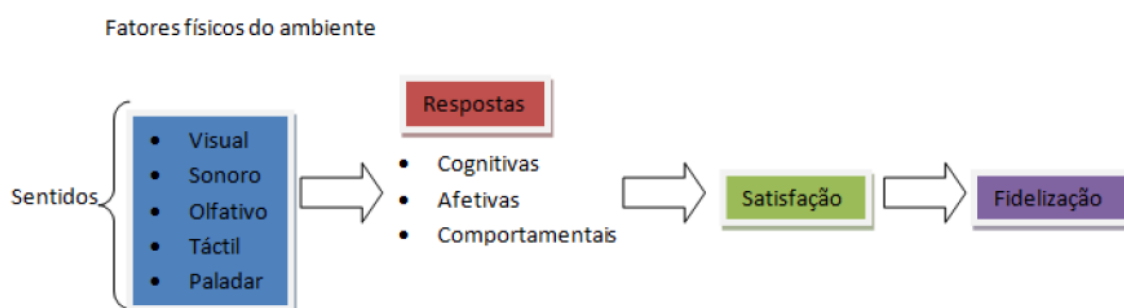 Fatores físicos do ambiente
Sentidos
• Visual
• Sonoro
• Olfativo
• Táctil
• Paladar
Respostas
• Cognitivas
• Afetivas
• Comportamentais
Satisfação
Fidelização